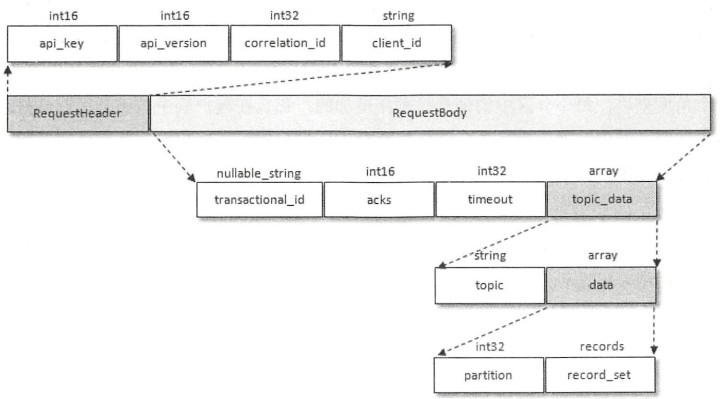 int16 int16 int32 string
api_key api_version correlation_id client_id
RequestHeader RequestBody
nullable_string int16 int32 array
transactional_id acks timeout topic_data
string array
topic data
int32 records
partition record_set